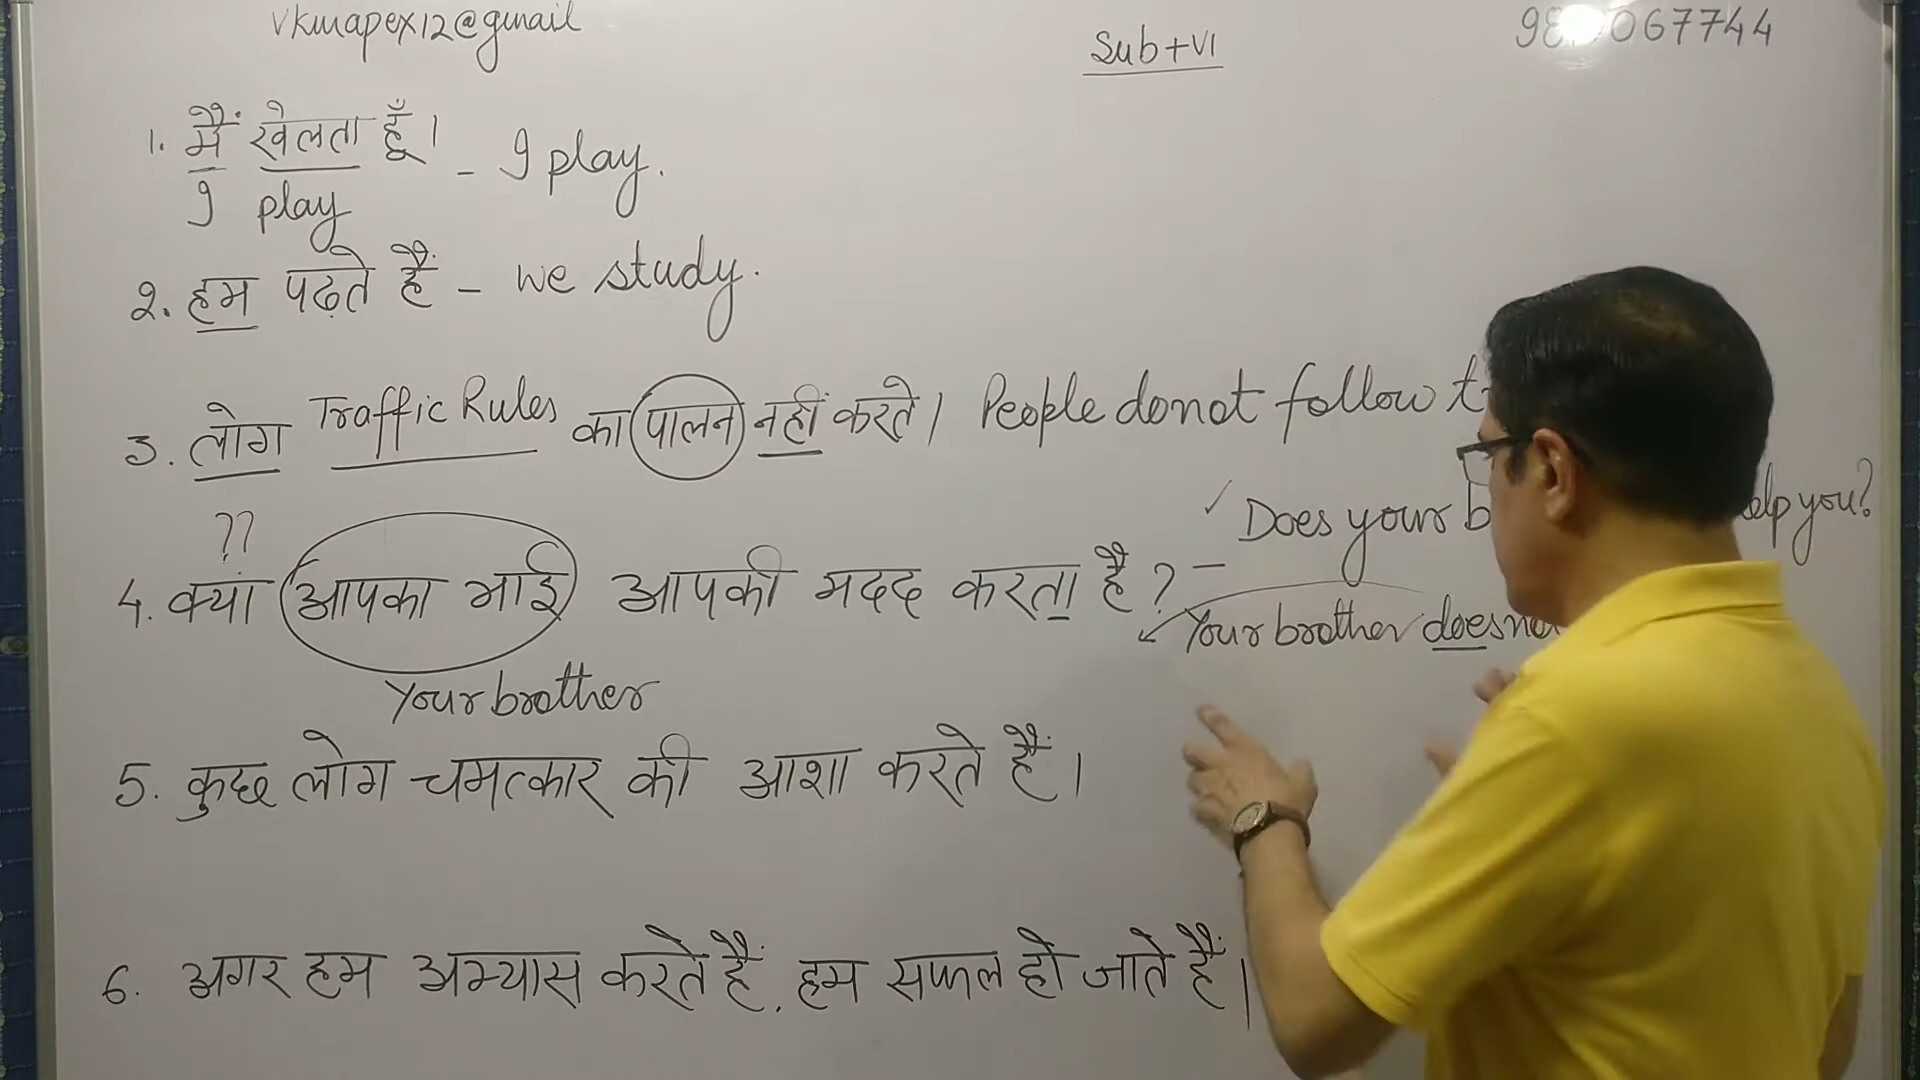 vkmapex12@gmail
Sub+V1
067744
1. मैं खेलता हूँ। - I play.
I play
2. हम पढ़ते हैं - we study.
3. लोग Traffic Rules का पालन नहीं करते। People donot follow
??
Does your help you?
4. क्या आपका भाई आपकी मदद करता है? -
Your brother does
Your brother
5. कुछ लोग चमत्कार की आशा करते हैं।
6. अगर हम अभ्यास करते हैं, हम सफल हो जाते हैं।